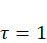 τ = 1